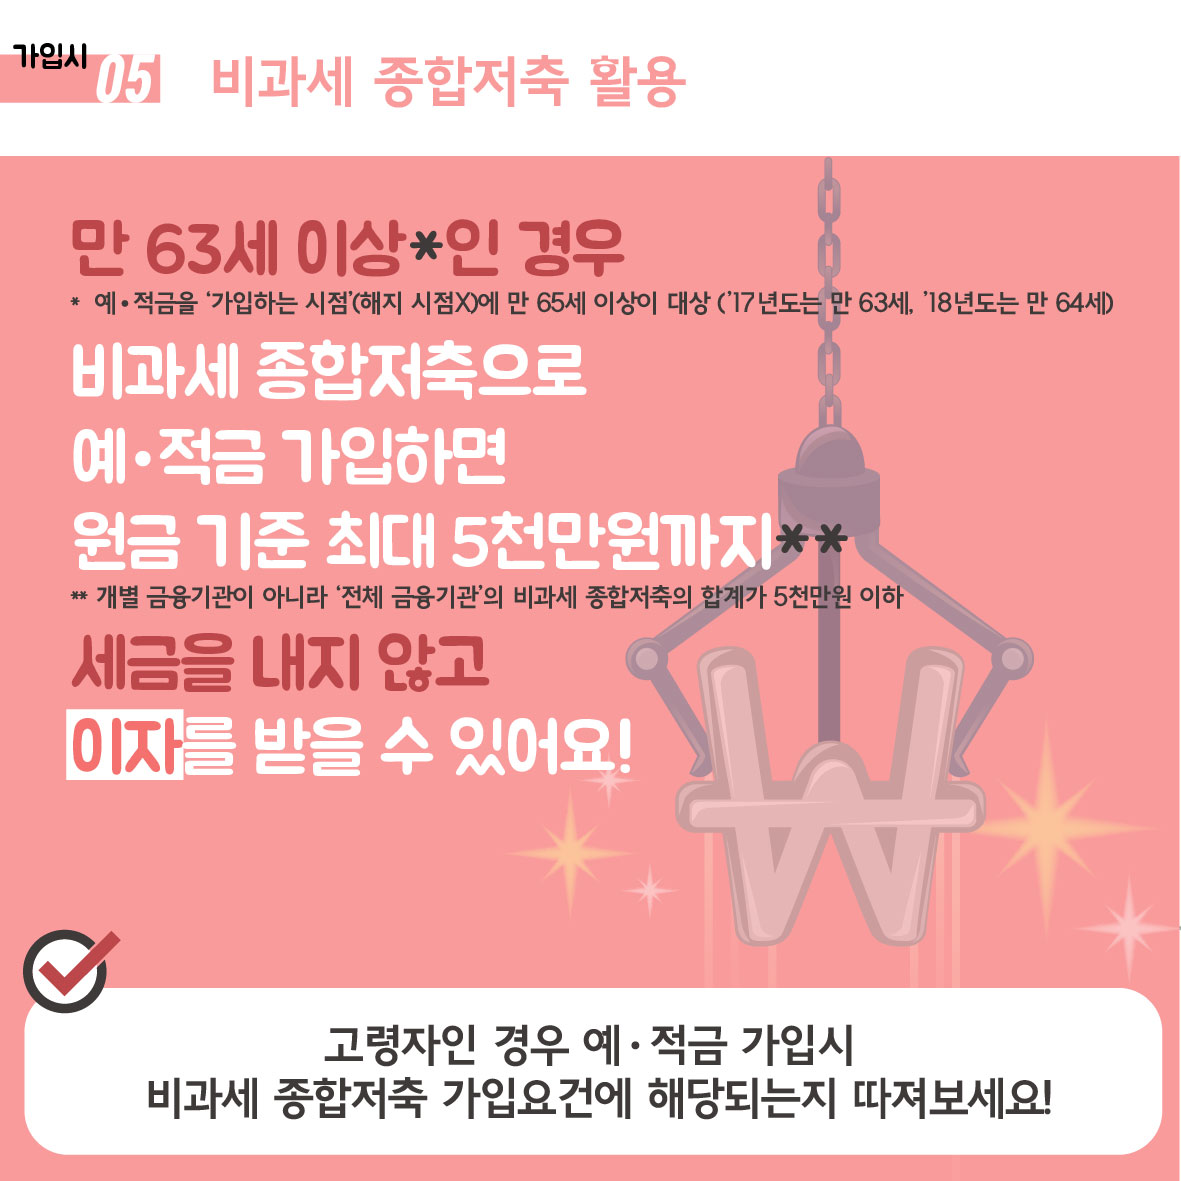 가입시
05 비과세 종합저축 활용
만 63세 이상*인 경우
* 예·적금을 ‘가입하는 시점’(해지 시점X)에 만 65세 이상이 대상 (’17년도는 만 63세, ’18년도는 만 64세)
비과세 종합저축으로
예·적금 가입하면
원금 기준 최대 5천만원까지**
** 개별 금융기관이 아니라 ‘전체 금융기관’의 비과세 종합저축의 합계가 5천만원 이하
세금을 내지 않고
이자를 받을 수 있어요!
고령자인 경우 예·적금 가입시
비과세 종합저축 가입요건에 해당되는지 따져보세요!